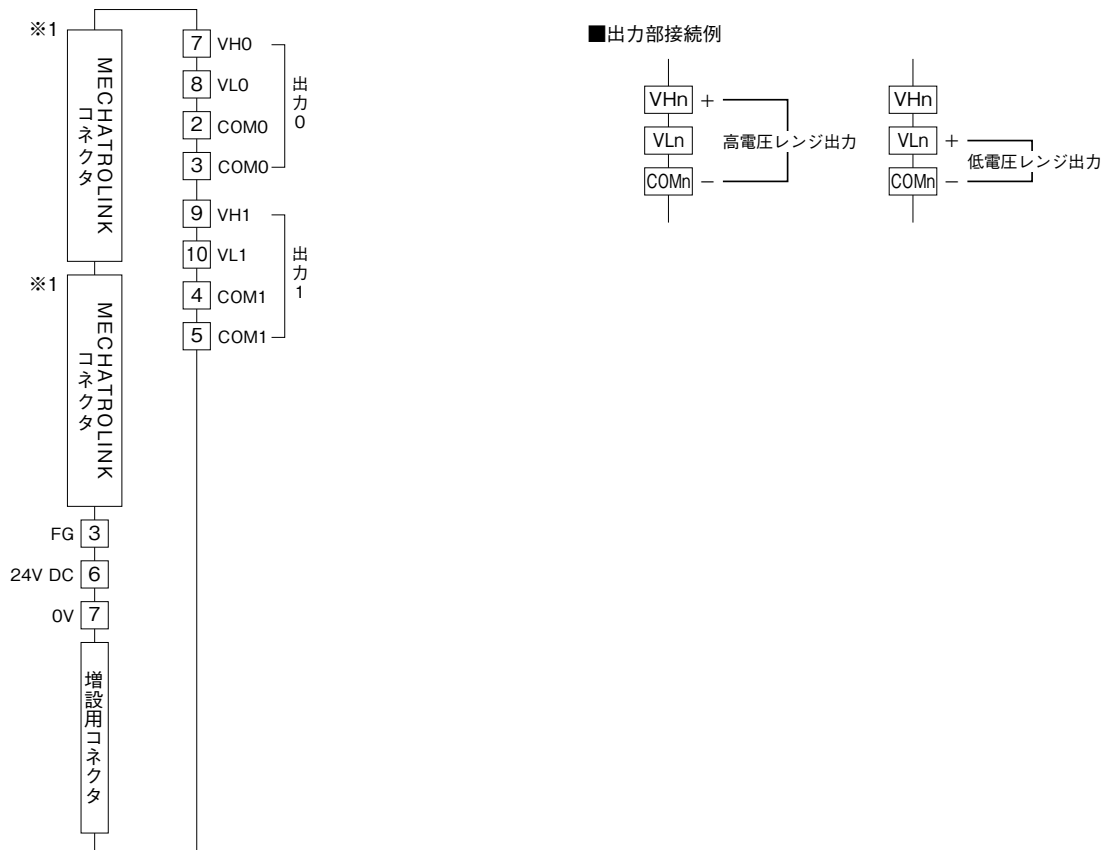 ※1
MECHATROLINK
コネクタ
※1
MECHATROLINK
コネクタ
FG 3
24V DC 6
0V 7
増設用コネクタ
7 VH0
8 VL0
2 COM0
3 COM0
出力0
9 VH1
10 VL1
4 COM1
5 COM1
出力1
■出力部接続例
VHn +
VLn
COMn −
高電圧レンジ出力
VHn
VLn +
COMn −
低電圧レンジ出力